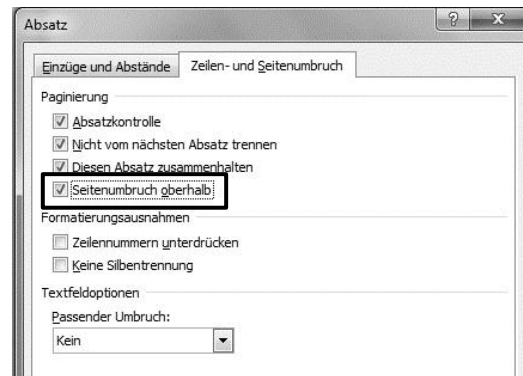 Absatz
Einzüge und Abstände
Zeilen- und Seitenumbruch
Paginierung
Absatzkontrolle
Nicht vom nächsten Absatz trennen
Diesen Absatz zusammenhalten
Seitenumbruch oberhalb
Formatierungsausnahmen
Zeilennummern unterdrücken
Keine Silbentrennung
Textfeldoptionen
Passender Umbruch:
Kein